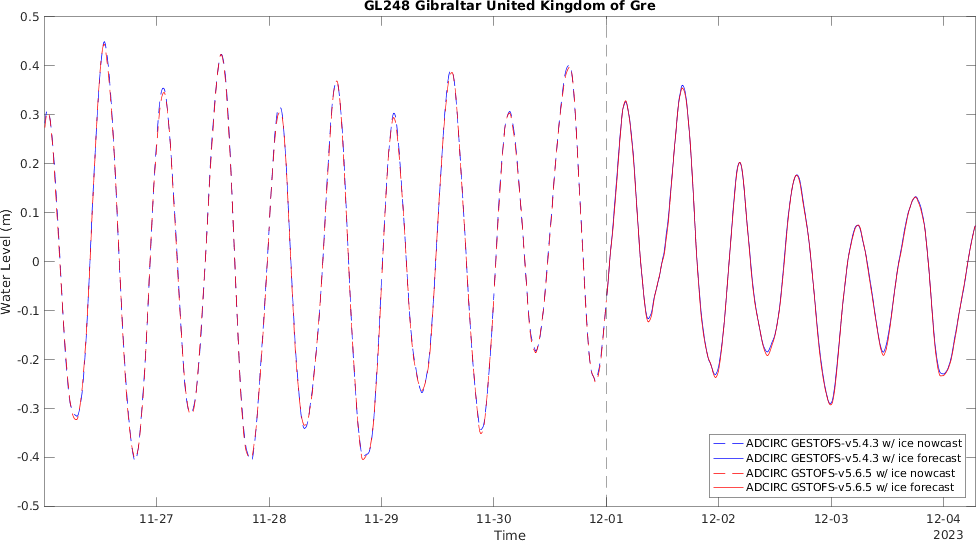 GL248 Gibraltar United Kingdom of Gre
0.5
0.4
0.3
0.2
0.1
0
-0.1
-0.2
-0.3
-0.4
-0.5
Water Level (m)
11-27 11-28 11-29 11-30 12-01 12-02 12-03 12-04
2023
Time
ADCIRC GESTOFS-v5.4.3 w/ ice nowcast
ADCIRC GESTOFS-v5.4.3 w/ ice forecast
ADCIRC GSTOFS-v5.6.5 w/ ice nowcast
ADCIRC GSTOFS-v5.6.5 w/ ice forecast